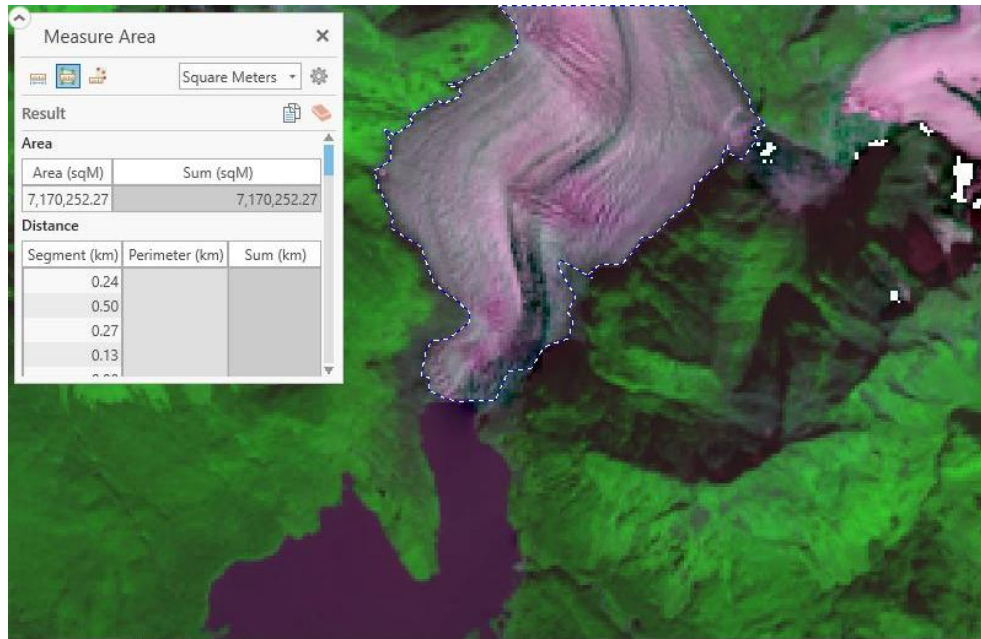 Measure Area
Square Meters
Result
Area
Area (sqM) Sum (sqM)
7,170,252.27 7,170,252.27
Distance
Segment (km) Perimeter (km) Sum (km)
0.24
0.50
0.27
0.13